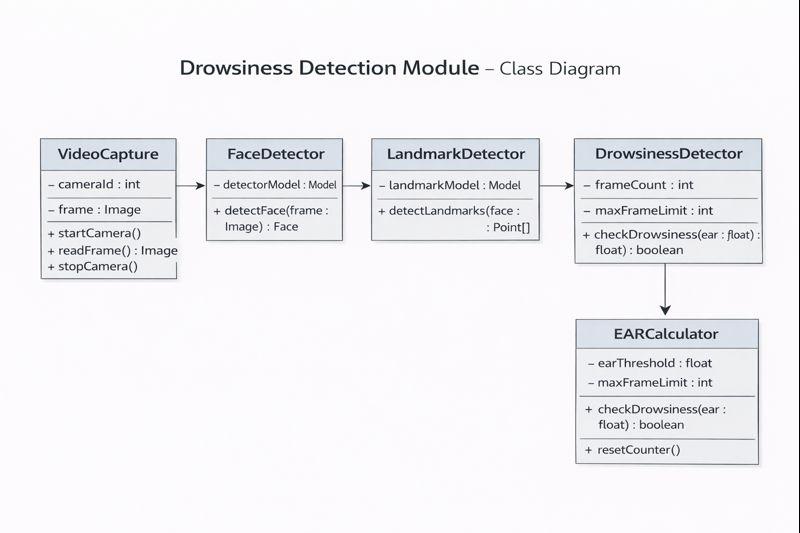 Drowsiness Detection Module – Class Diagram
VideoCapture
– cameraId : int
– frame : Image
+ startCamera()
+ readFrame() : Image
+ stopCamera()
FaceDetector
– detectorModel : Model
+ detectFace(frame :
Image) : Face
LandmarkDetector
– landmarkModel : Model
+ detectLandmarks(face :
: Point[]
DrowsinessDetector
– frameCount : int
– maxFrameLimit : int
+ checkDrowsiness(ear : float) :
float) : boolean
EARCalculator
– earThreshold : float
– maxFrameLimit : int
+ checkDrowsiness(ear :
float) : boolean
+ resetCounter()